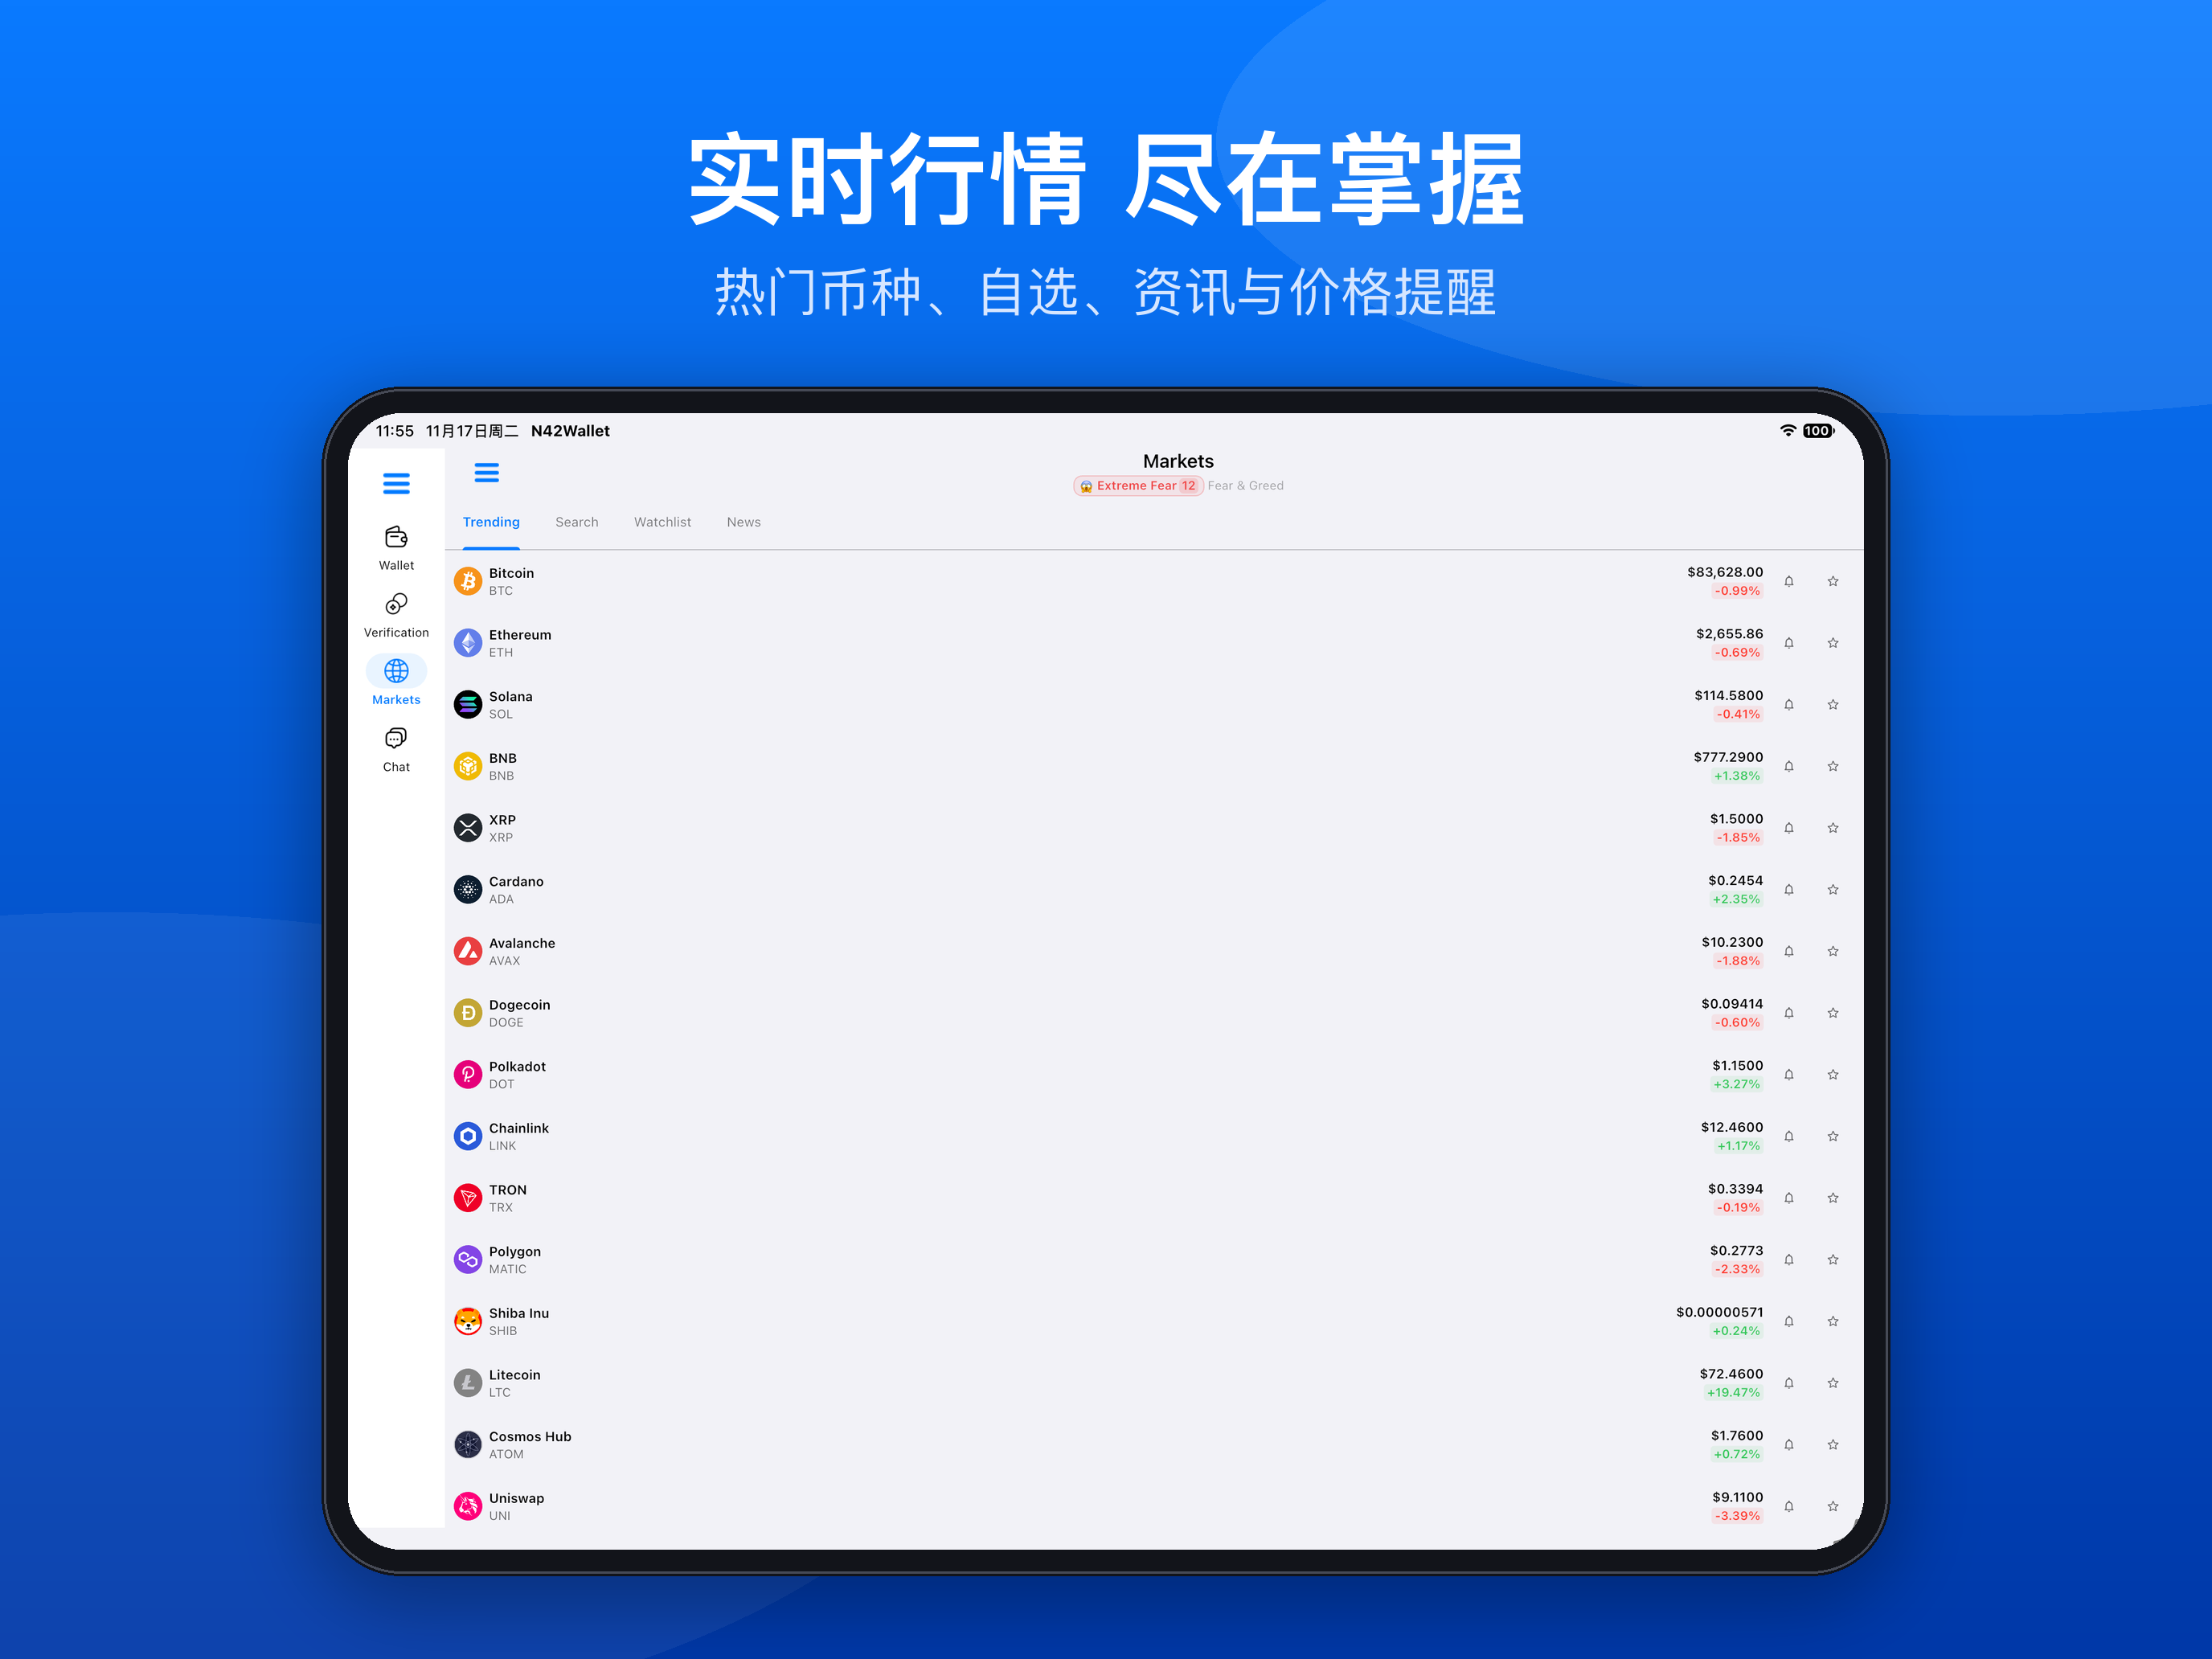 实时行情 尽在掌握
热门币种、自选、资讯与价格提醒
11:55 11月17日周二 N42Wallet 100
Markets
😱 Extreme Fear 12 Fear & Greed
Wallet
Verification
Markets
Chat
Trending Search Watchlist News
Bitcoin $83,628.00
BTC -0.99%
Ethereum $2,655.86
ETH -0.69%
Solana $114.5800
SOL -0.41%
BNB $777.2900
BNB +1.38%
XRP $1.5000
XRP -1.85%
Cardano $0.2454
ADA +2.35%
Avalanche $10.2300
AVAX -1.88%
Dogecoin $0.09414
DOGE -0.60%
Polkadot $1.1500
DOT +3.27%
Chainlink $12.4600
LINK +1.17%
TRON $0.3394
TRX -0.19%
Polygon $0.2773
MATIC -2.33%
Shiba Inu $0.00000571
SHIB +0.24%
Litecoin $72.4600
LTC +19.47%
Cosmos Hub $1.7600
ATOM +0.72%
Uniswap $9.1100
UNI -3.39%